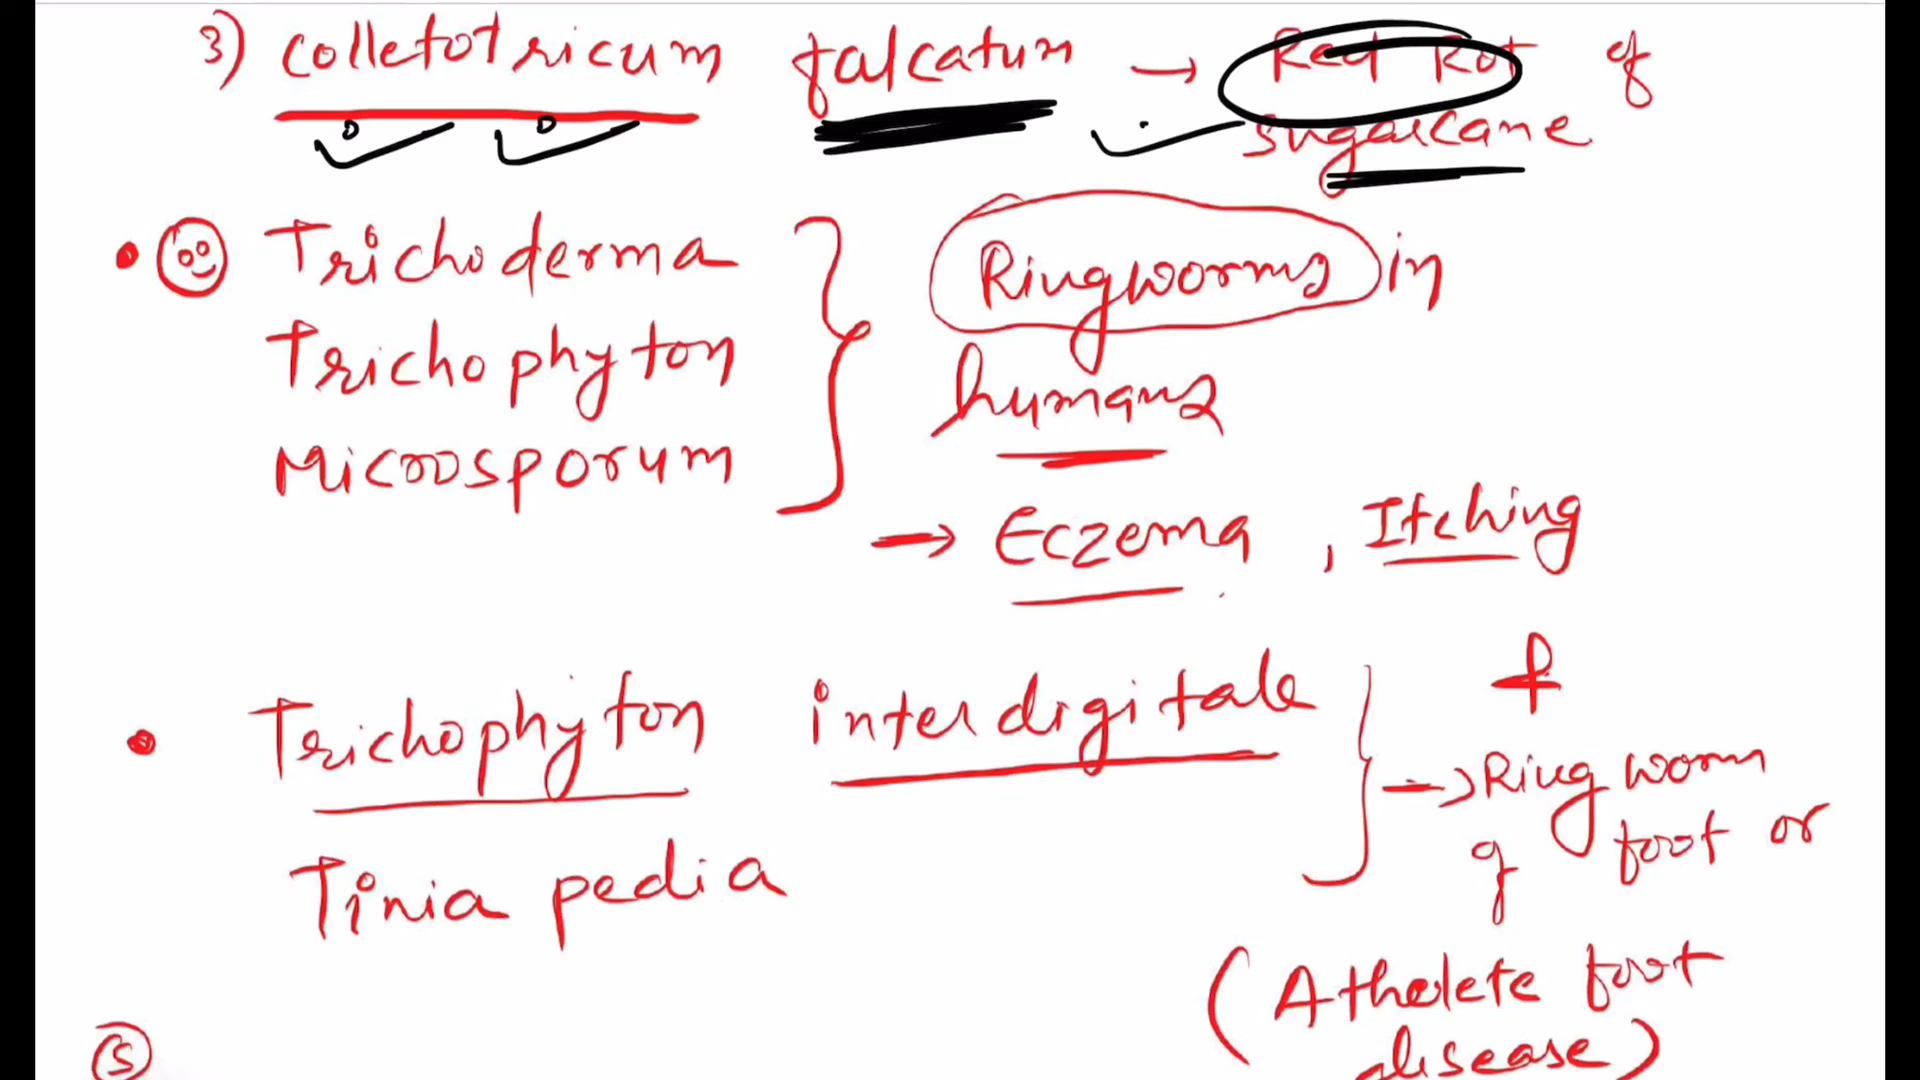 3) colletotricum falcatum → Red Rot of
sugarcane
• Trichoderma
Trichophyton
Microsporum
Ringworms in
humans
→ Eczema , Itching
• Trichophyton interdigitale
Tinia pedia
→ Ring worm
of foot or
(Athelete foot
disease)
5